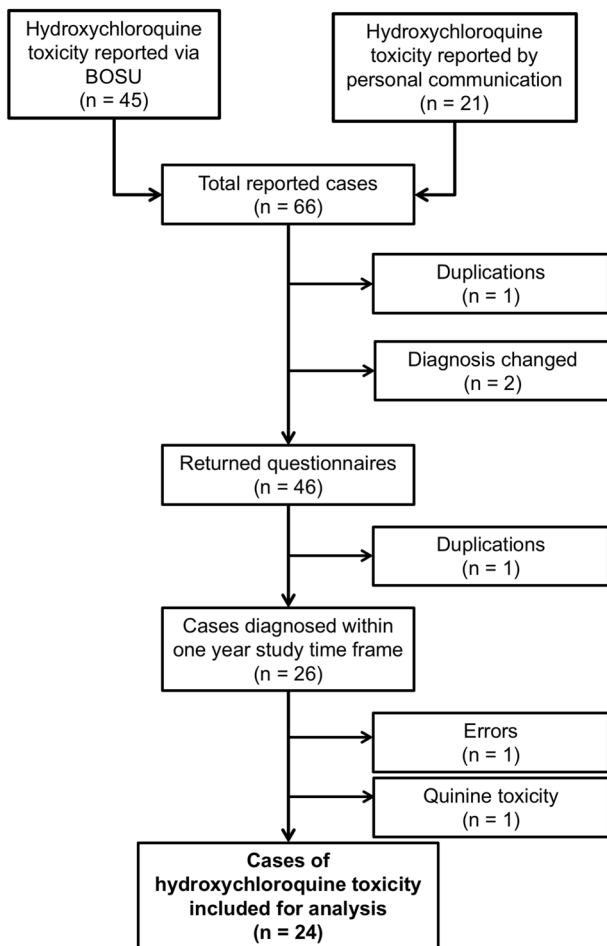 Hydroxychloroquine
toxicity reported via
BOSU
(n = 45)
Hydroxychloroquine
toxicity reported by
personal communication
(n = 21)
Total reported cases
(n = 66)
Duplications
(n = 1)
Diagnosis changed
(n = 2)
Returned questionnaires
(n = 46)
Duplications
(n = 1)
Cases diagnosed within
one year study time frame
(n = 26)
Errors
(n = 1)
Quinine toxicity
(n = 1)
Cases of
hydroxychloroquine toxicity
included for analysis
(n = 24)